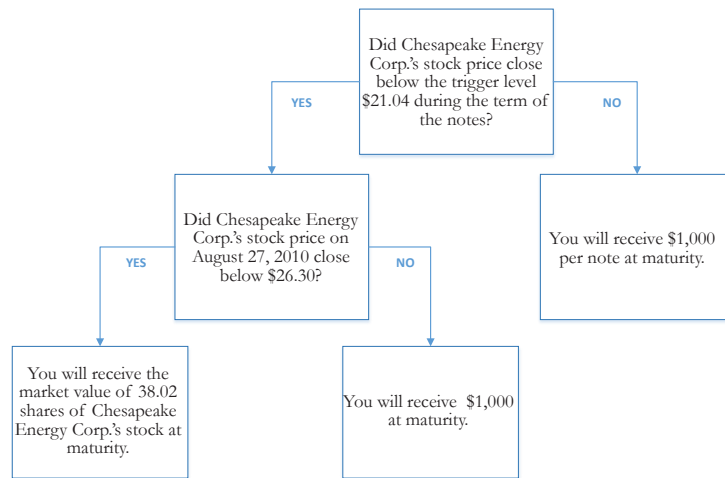 Did Chesapeake Energy
Corp.'s stock price close
below the trigger level
$21.04 during the term of
the notes?
YES
NO
Did Chesapeake Energy
Corp.'s stock price on
August 27, 2010 close
below $26.30?
You will receive $1,000
per note at maturity.
YES
NO
You will receive the
market value of 38.02
shares of Chesapeake
Energy Corp.'s stock at
maturity.
You will receive $1,000
at maturity.